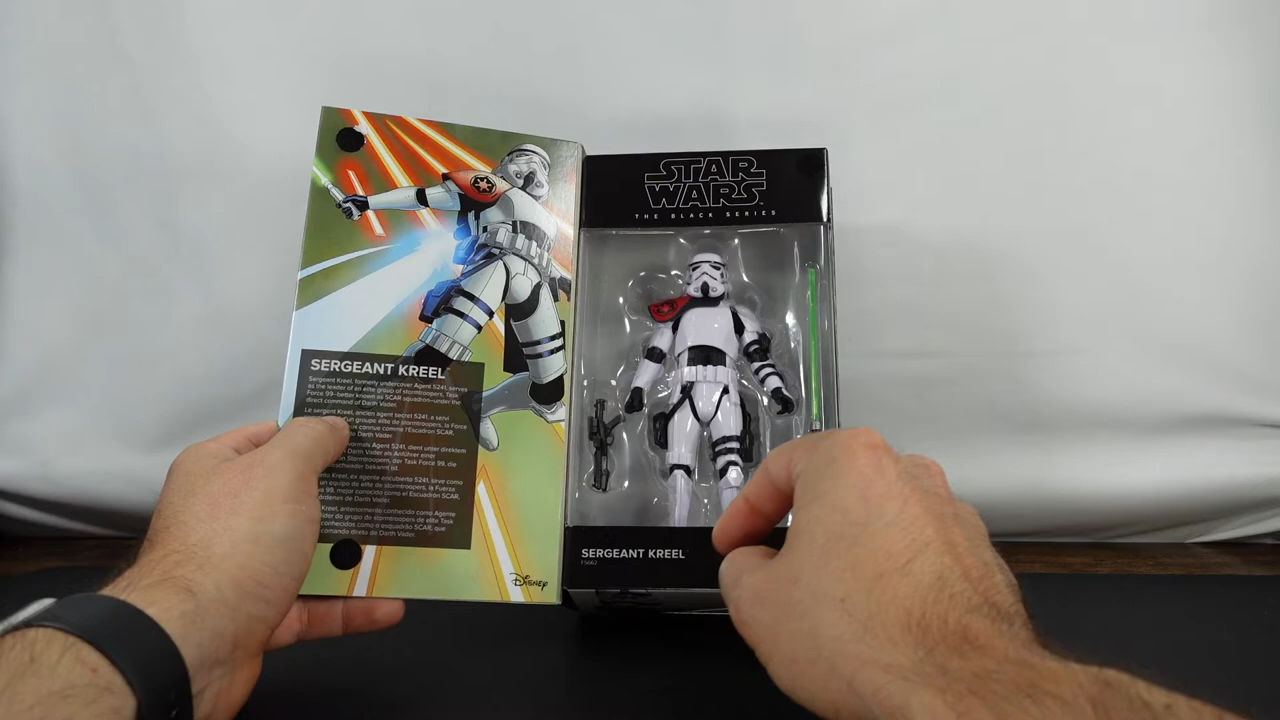 SERGEANT KREEL
Sergeant Kreel, formerly undercover Agent 5241, serves
as the leader of an elite group of stormtroopers, Task
Force 99—better known as SCAR squadron—under the
direct command of Darth Vader.
Le sergent Kreel, ancien agent secret 5241, a servi
d'un groupe élite de stormtroopers, la Force
connue comme l'Escadron SCAR,
de Darth Vader.
Agent 5241, dient unter direktem
Darth Vader als Anführer einer
Stormtroopern, der Task Force 99, die
bekannt ist.
Kreel, ex agente encubierto 5241, sirve como
un equipo de élite de stormtroopers, la Fuerza
99, mejor conocido como el Escuadrón SCAR,
órdenes de Darth Vader.
Kreel, anteriormente conhecido como Agente
líder do grupo de stormtroopers de elite Task
conhecidos como o esquadrão SCAR, que
comando direto de Darth Vader.
Disney
STAR
WARS
THE BLACK SERIES
SERGEANT KREEL
F5662